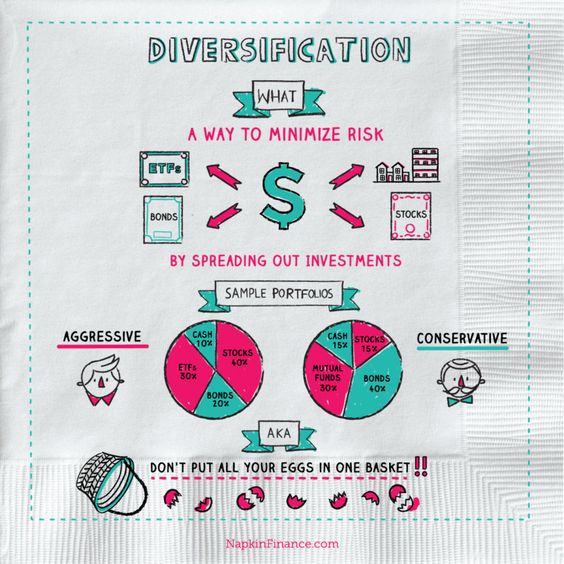 DIVERSIFICATION
WHAT
A WAY TO MINIMIZE RISK
ETFs
BONDS
$
STOCKS
BY SPREADING OUT INVESTMENTS
SAMPLE PORTFOLIOS
AGGRESSIVE
CASH
10%
STOCKS
40%
ETFs
30%
BONDS
20%
CONSERVATIVE
CASH
15%
STOCKS
15%
MUTUAL
FUNDS
30%
BONDS
40%
AKA
DON'T PUT ALL YOUR EGGS IN ONE BASKET!!
NapkinFinance.com